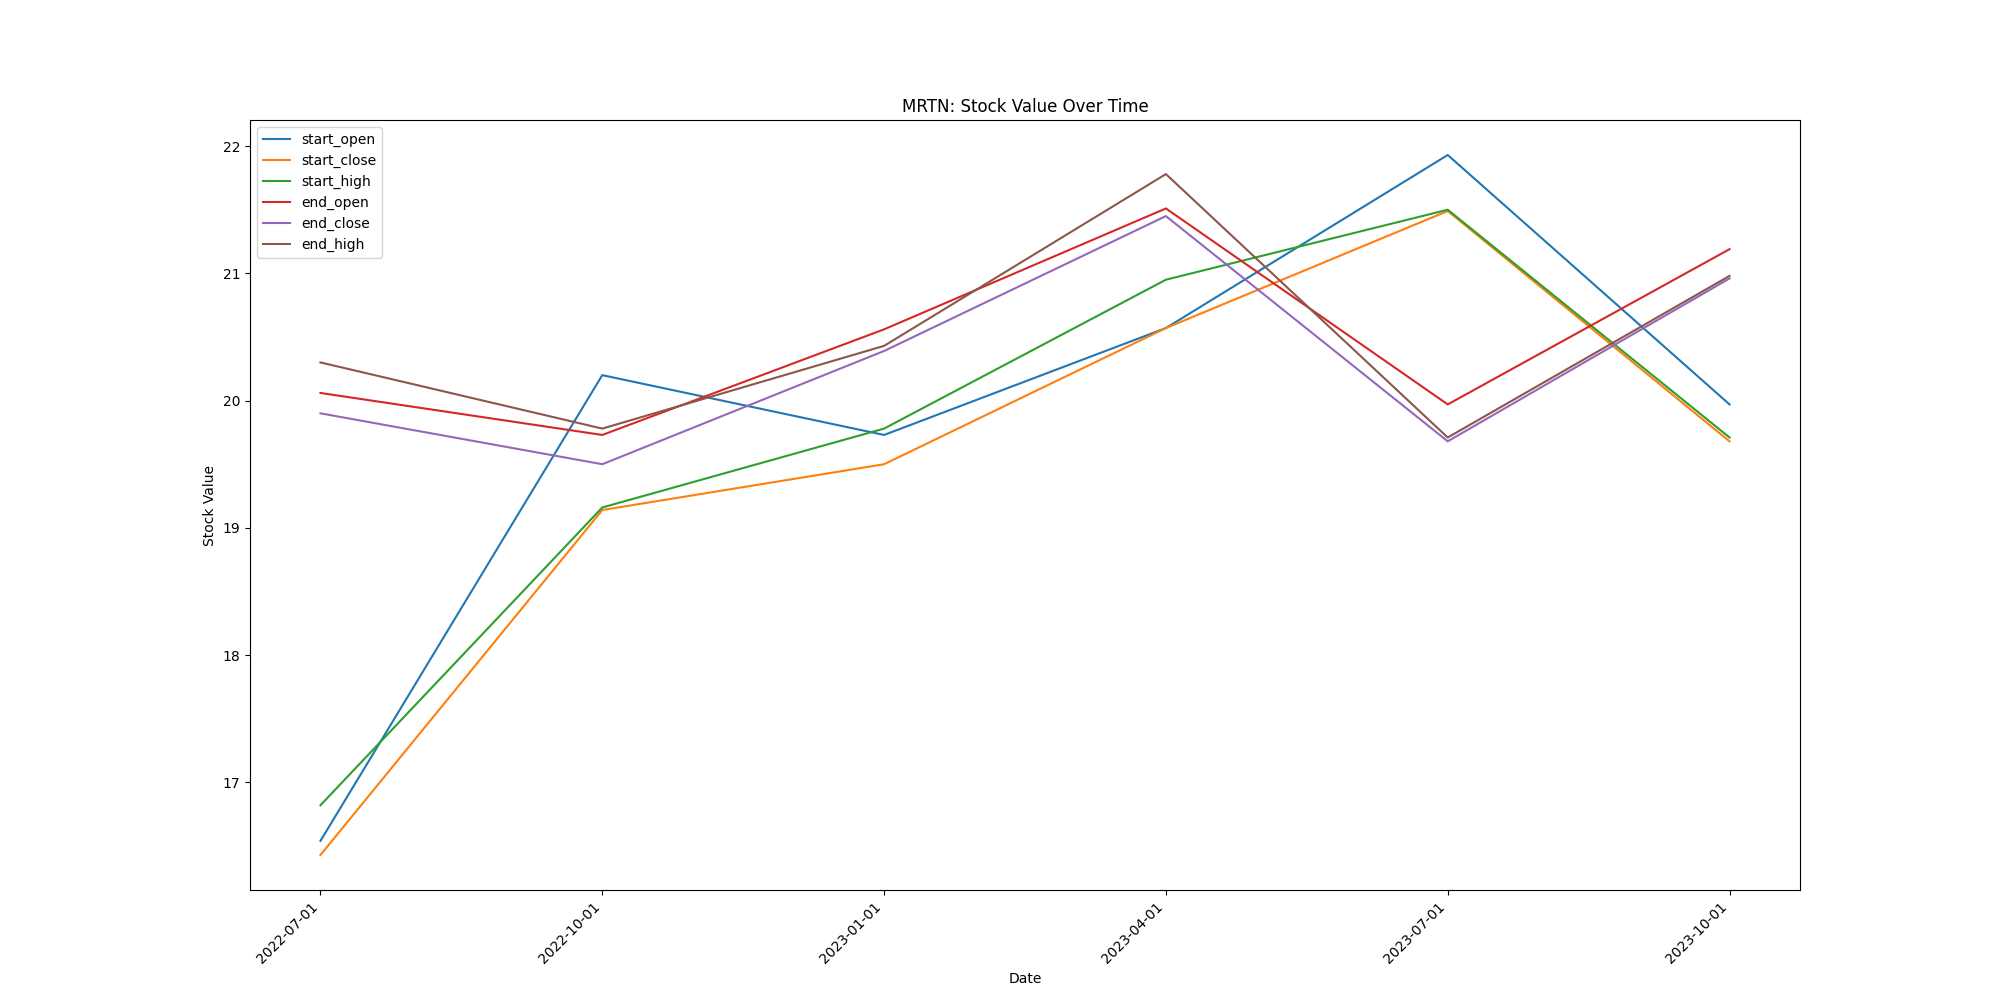 MRTN: Stock Value Over Time
start_open
start_close
start_high
end_open
end_close
end_high
22
21
20
19
18
17
Stock Value
2022-07-01
2022-10-01
2023-01-01
2023-04-01
2023-07-01
2023-10-01
Date